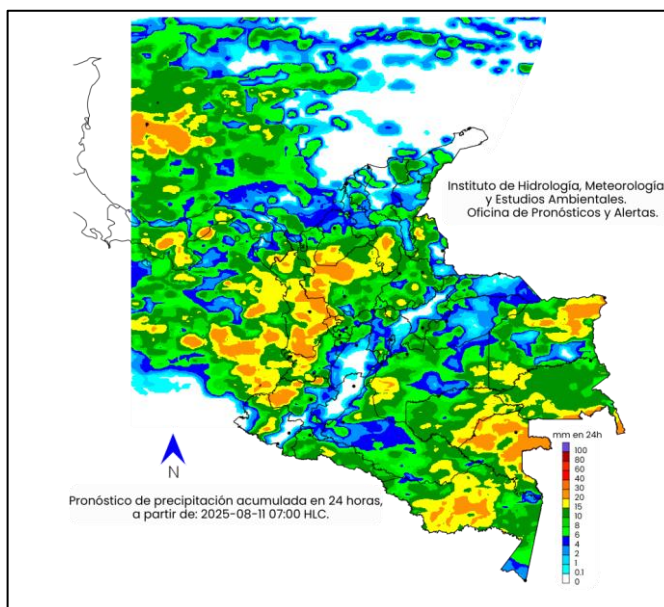 Instituto de Hidrología, Meteorología
y Estudios Ambientales.
Oficina de Pronósticos y Alertas.
N
Pronóstico de precipitación acumulada en 24 horas,
a partir de: 2025-08-11 07:00 HLC.
mm en 24h
100
80
60
40
30
20
15
10
8
6
4
2
1
0.1
0